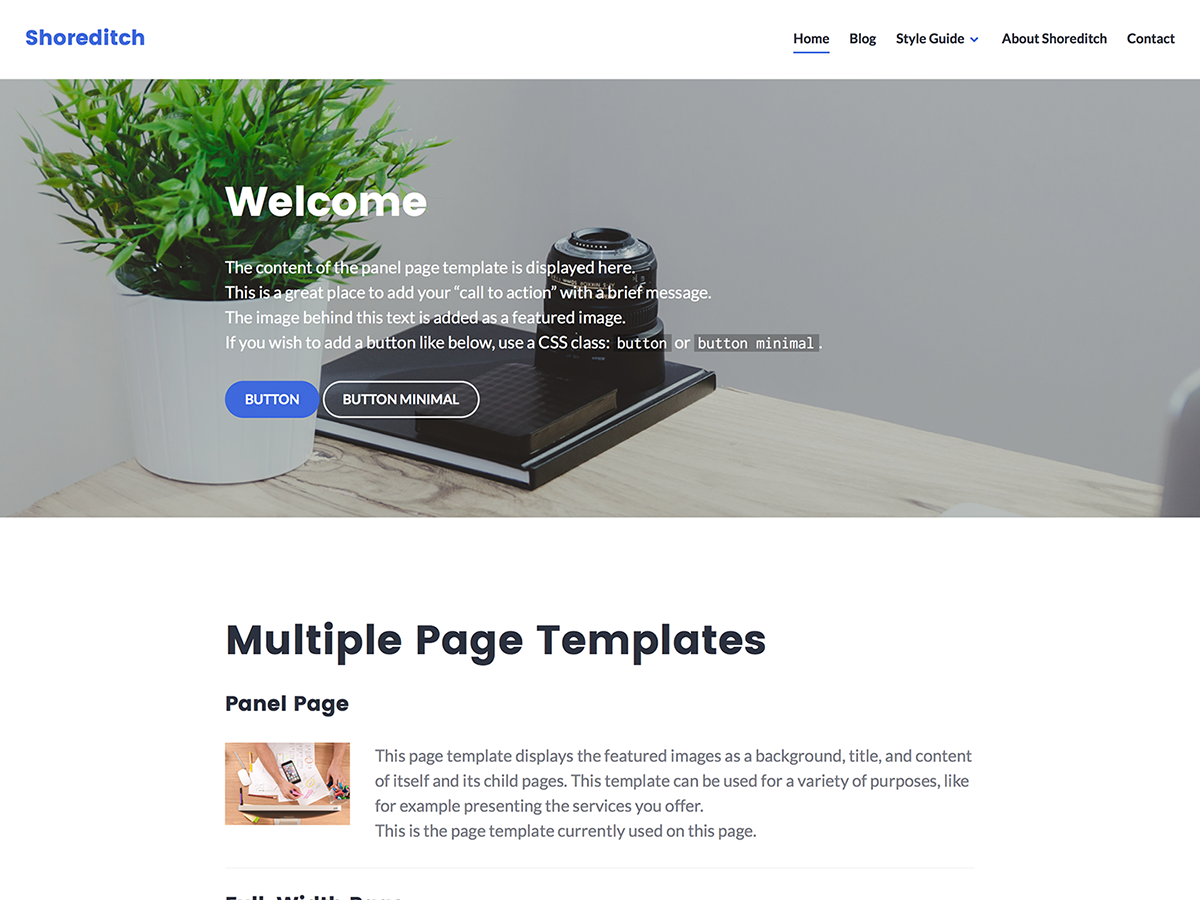 Shoreditch
Home Blog Style Guide About Shoreditch Contact
Welcome
The content of the panel page template is displayed here.
This is a great place to add your “call to action” with a brief message.
The image behind this text is added as a featured image.
If you wish to add a button like below, use a CSS class: button or button minimal.
BUTTON BUTTON MINIMAL
Multiple Page Templates
Panel Page
This page template displays the featured images as a background, title, and content
of itself and its child pages. This template can be used for a variety of purposes, like
for example presenting the services you offer.
This is the page template currently used on this page.
Full-Width Page